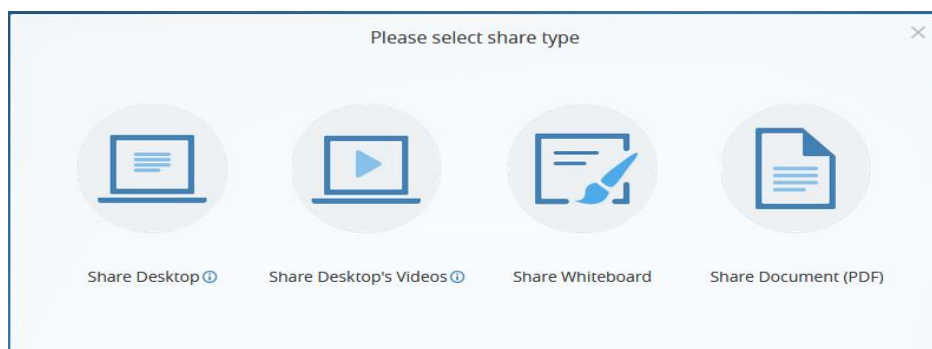 Please select share type
Share Desktop
Share Desktop's Videos
Share Whiteboard
Share Document (PDF)